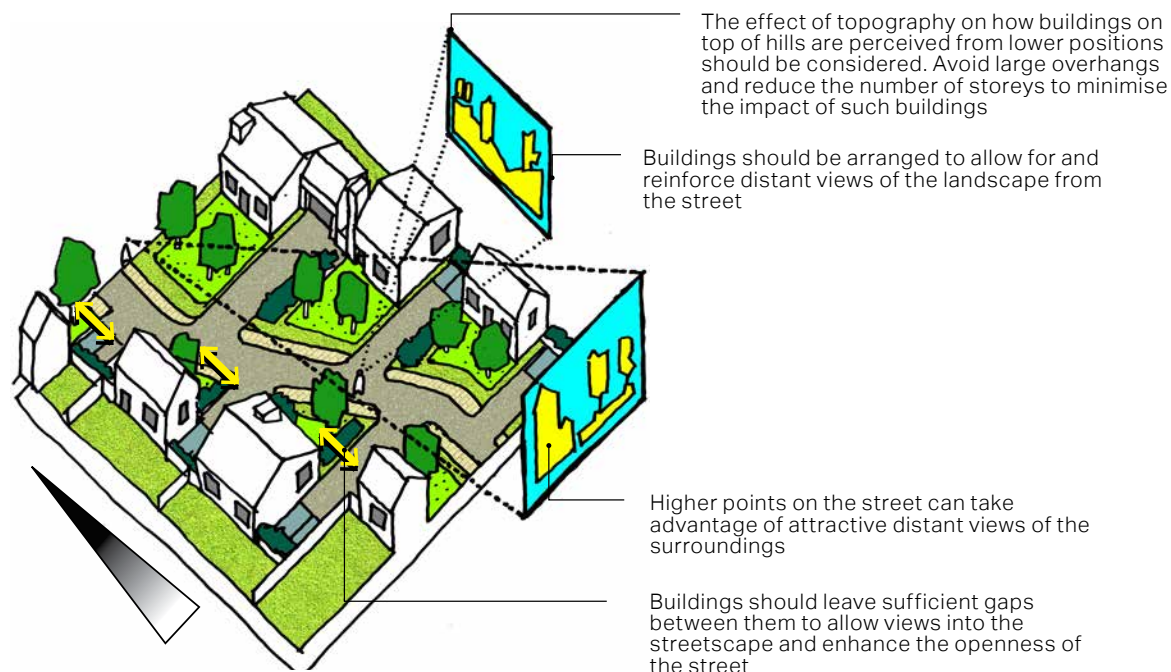 The effect of topography on how buildings on
top of hills are perceived from lower positions
should be considered. Avoid large overhangs
and reduce the number of storeys to minimise
the impact of such buildings
Buildings should be arranged to allow for and
reinforce distant views of the landscape from
the street
Higher points on the street can take
advantage of attractive distant views of the
surroundings
Buildings should leave sufficient gaps
between them to allow views into the
streetscape and enhance the openness of
the street